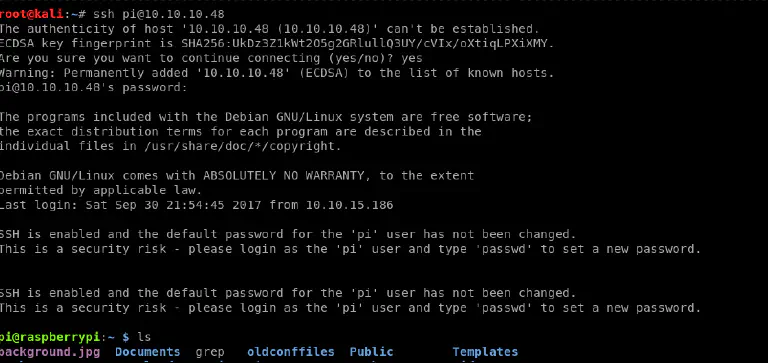 root@kali:~# ssh pi@10.10.10.48
The authenticity of host '10.10.10.48 (10.10.10.48)' can't be established.
ECDSA key fingerprint is SHA256:UkDz3Z1kWt2O5g2GRlullQ3UY/cVIx/oXtiqLPXiXMY.
Are you sure you want to continue connecting (yes/no)? yes
Warning: Permanently added '10.10.10.48' (ECDSA) to the list of known hosts.
pi@10.10.10.48's password:
The programs included with the Debian GNU/Linux system are free software;
the exact distribution terms for each program are described in the
individual files in /usr/share/doc/*/copyright.
Debian GNU/Linux comes with ABSOLUTELY NO WARRANTY, to the extent
permitted by applicable law.
Last login: Sat Sep 30 21:54:45 2017 from 10.10.15.186
SSH is enabled and the default password for the 'pi' user has not been changed.
This is a security risk - please login as the 'pi' user and type 'passwd' to set a new password.
SSH is enabled and the default password for the 'pi' user has not been changed.
This is a security risk - please login as the 'pi' user and type 'passwd' to set a new password.
pi@raspberrypi:~ $ ls
background.jpg Documents grep oldconffiles Public Templates